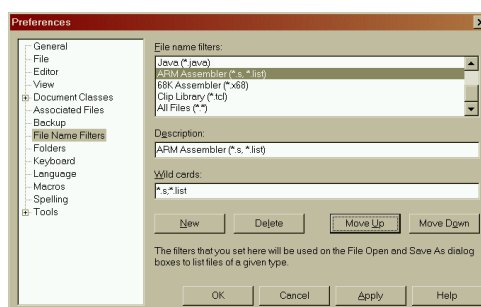 Preferences
General
File
Editor
View
Document Classes
Associated Files
Backup
File Name Filters
Folders
Keyboard
Language
Macros
Spelling
Tools
File name filters:
Java (*.java)
ARM Assembler (*.s, *.list)
68K Assembler (*.x68)
Clip Library (*.tcl)
All Files (*.*)
Description:
ARM Assembler (*.s, *.list)
Wild cards:
*.s;*.list
New Delete Move Up Move Down
The filters that you set here will be used on the File Open and Save As dialog
boxes to list files of a given type.
OK Cancel Apply Help